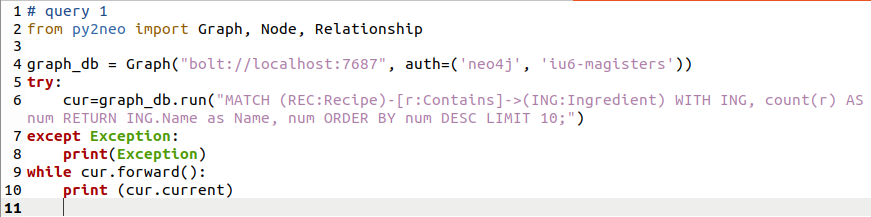 1 # query 1
2 from py2neo import Graph, Node, Relationship
3
4 graph_db = Graph("bolt://localhost:7687", auth=('neo4j', 'iu6-magisters'))
5 try:
6     cur=graph_db.run("MATCH (REC:Recipe)-[r:Contains]->(ING:Ingredient) WITH ING, count(r) AS
num RETURN ING.Name as Name, num ORDER BY num DESC LIMIT 10;")
7 except Exception:
8     print(Exception)
9 while cur.forward():
10     print (cur.current)
11